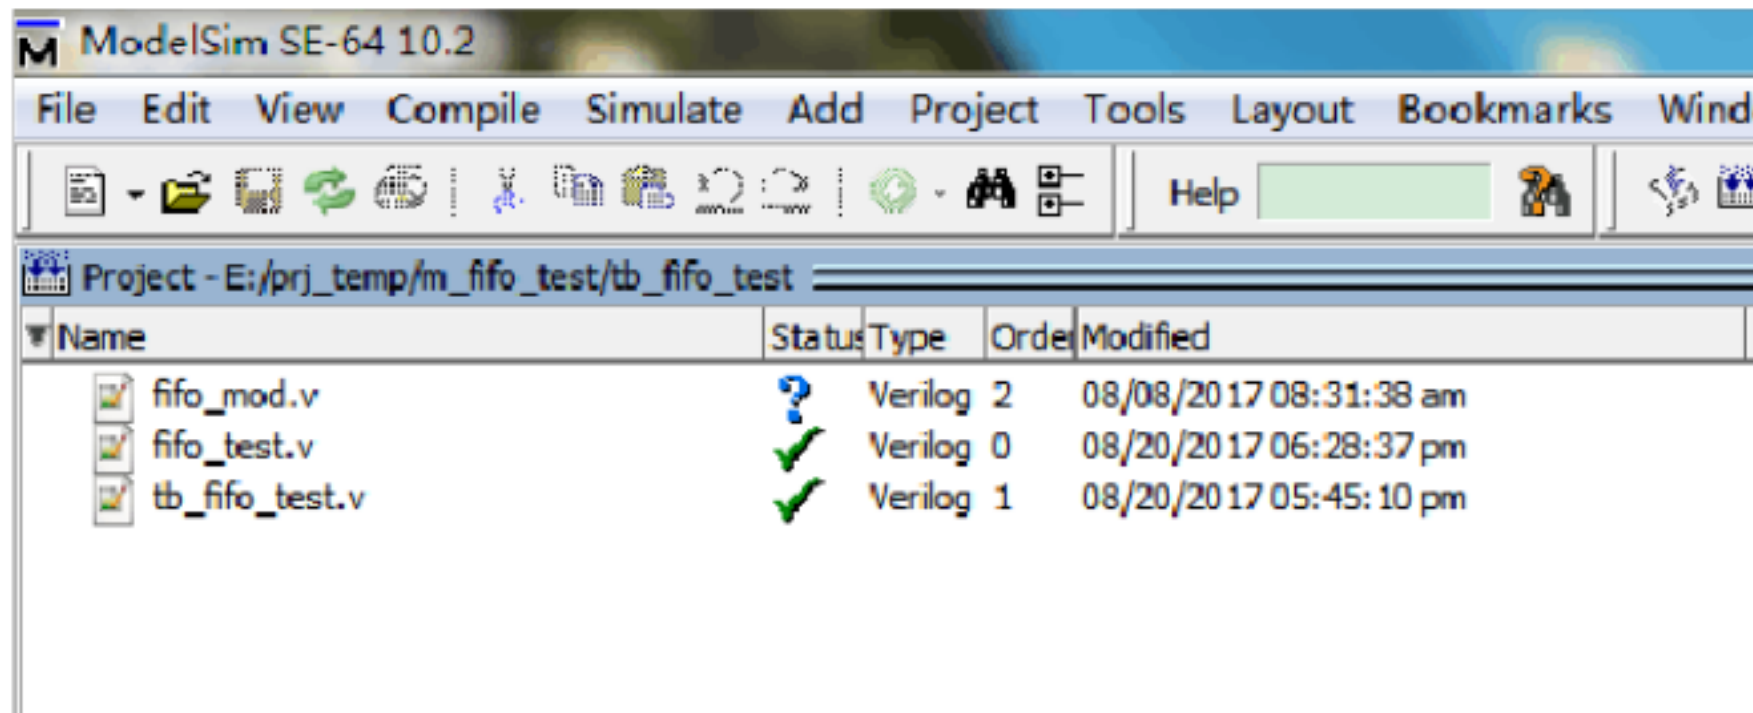 ModelSim SE-64 10.2
File Edit View Compile Simulate Add Project Tools Layout Bookmarks Wind
Help
Project - E:/prj_temp/m_fifo_test/tb_fifo_test
Name Status Type Order Modified
fifo_mod.v Verilog 2 08/08/2017 08:31:38 am
fifo_test.v Verilog 0 08/20/2017 06:28:37 pm
tb_fifo_test.v Verilog 1 08/20/2017 05:45:10 pm